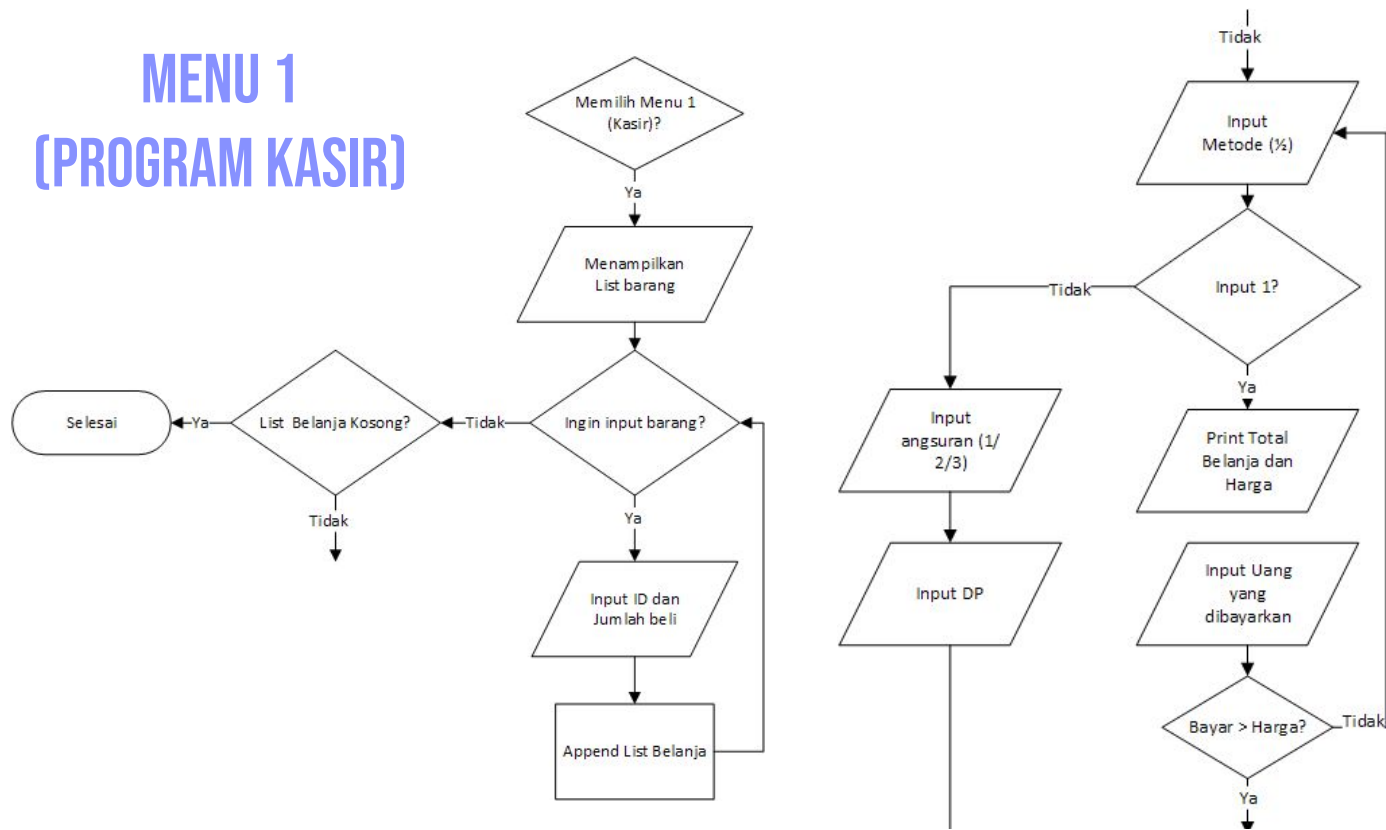 MENU 1
(PROGRAM KASIR)
Memilih Menu 1
(Kasir)?
Ya
Menampilkan
List barang
Ingin input barang?
Tidak
List Belanja Kosong?
Ya
Selesai
Tidak
Ya
Input ID dan
Jumlah beli
Append List Belanja
Tidak
Input
Metode (½)
Input 1?
Tidak
Input
angsuran (1/
2/3)
Input DP
Ya
Print Total
Belanja dan
Harga
Input Uang
yang
dibayarkan
Bayar > Harga?
Tidak
Ya